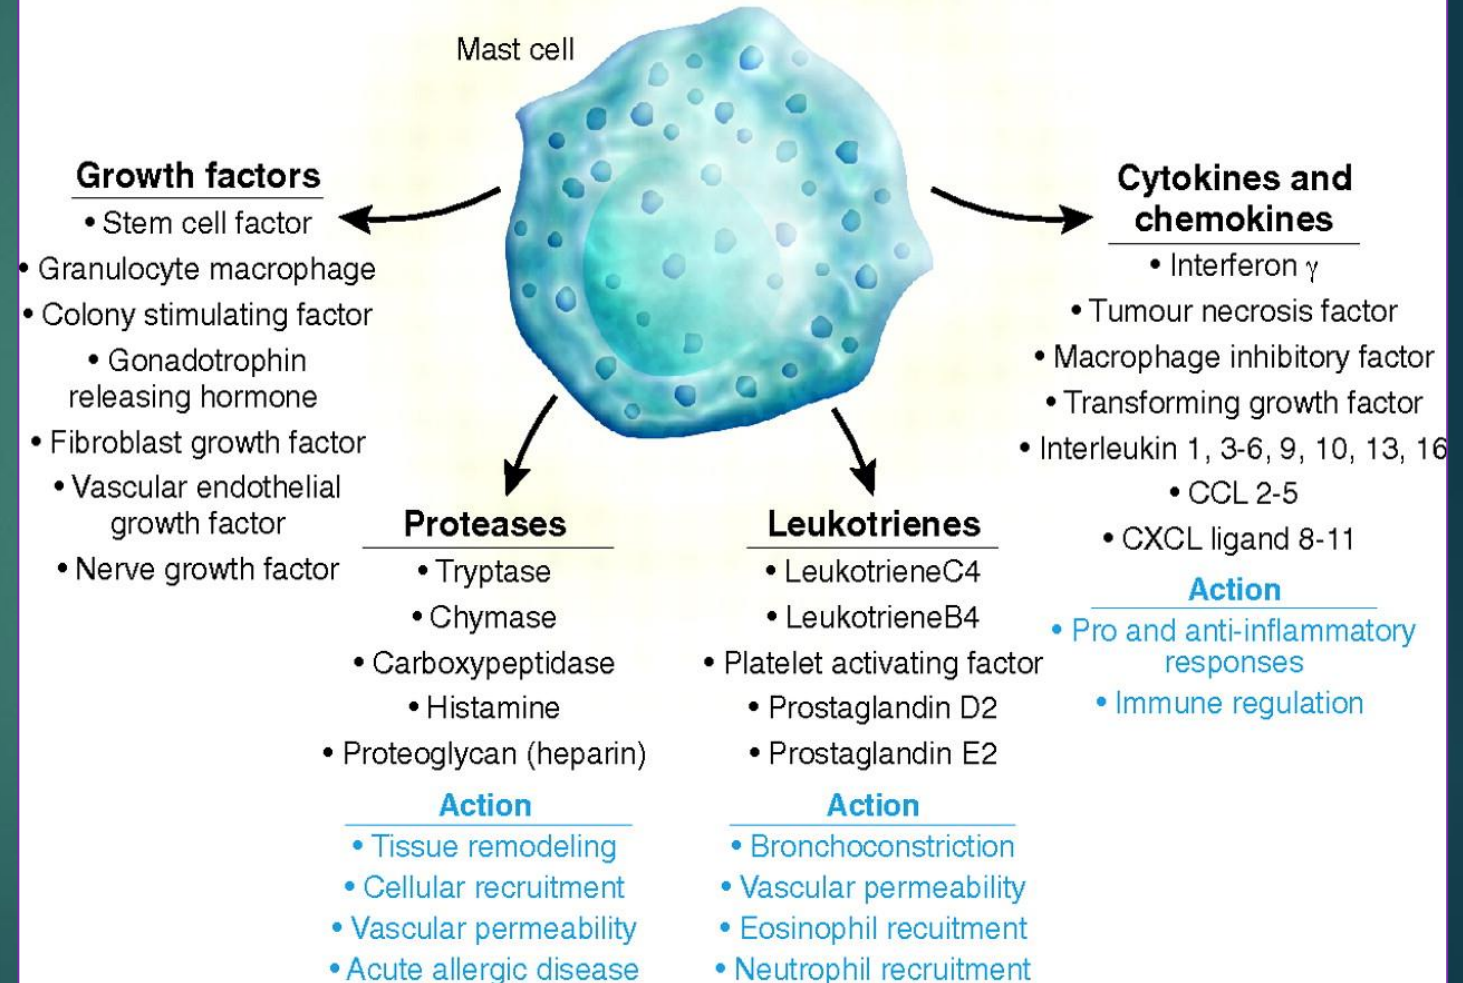 Mast cell
Growth factors
• Stem cell factor
• Granulocyte macrophage
• Colony stimulating factor
• Gonadotrophin
releasing hormone
• Fibroblast growth factor
• Vascular endothelial
growth factor
• Nerve growth factor
Proteases
• Tryptase
• Chymase
• Carboxypeptidase
• Histamine
• Proteoglycan (heparin)
Action
• Tissue remodeling
• Cellular recruitment
• Vascular permeability
• Acute allergic disease
Leukotrienes
• LeukotrieneC4
• LeukotrieneB4
• Platelet activating factor
• Prostaglandin D2
• Prostaglandin E2
Action
• Bronchoconstriction
• Vascular permeability
• Eosinophil recuitment
• Neutrophil recruitment
Cytokines and
chemokines
• Interferon γ
• Tumour necrosis factor
• Macrophage inhibitory factor
• Transforming growth factor
• Interleukin 1, 3-6, 9, 10, 13, 16
• CCL 2-5
• CXCL ligand 8-11
Action
• Pro and anti-inflammatory
responses
• Immune regulation